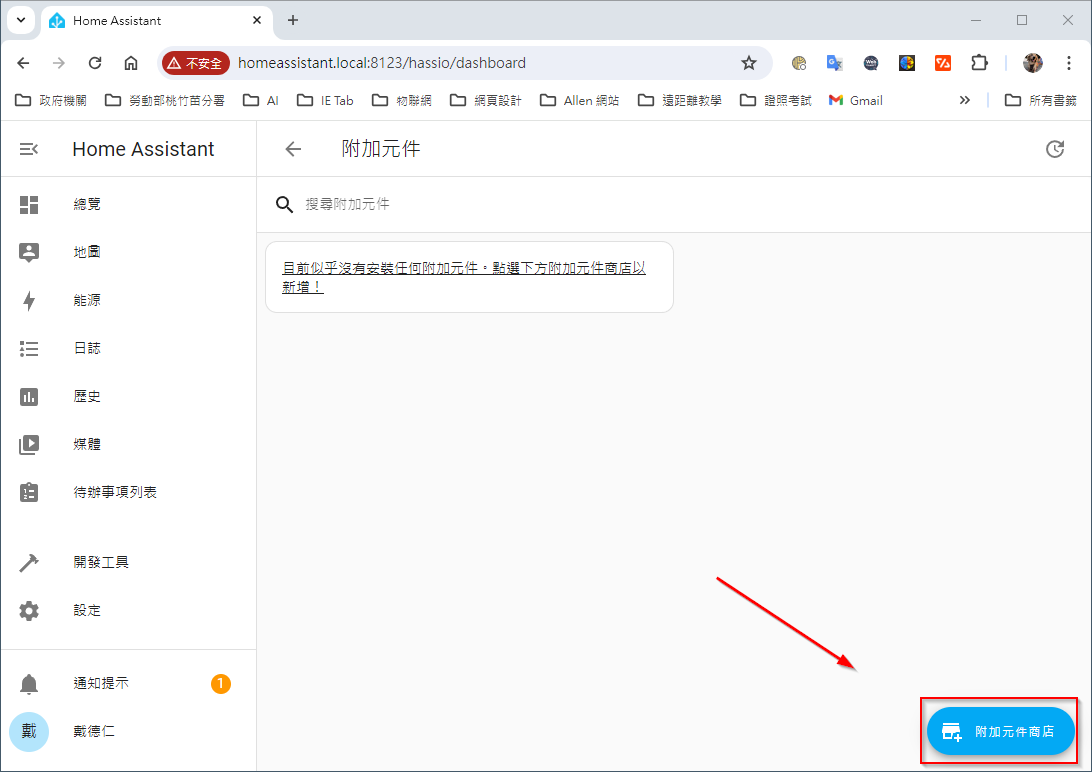 Home Assistant
不安全
homeassistant.local:8123/hassio/dashboard
政府機關
勞動部桃竹苗分署
AI
IE Tab
物聯網
網頁設計
Allen 網站
遠距離教學
證照考試
Gmail
所有書籤
Home Assistant
附加元件
總覽
搜尋附加元件
地圖
目前似乎沒有安裝任何附加元件。點選下方附加元件商店以
新增！
能源
日誌
歷史
媒體
待辦事項列表
開發工具
設定
通知提示
1
戴
戴德仁
附加元件商店